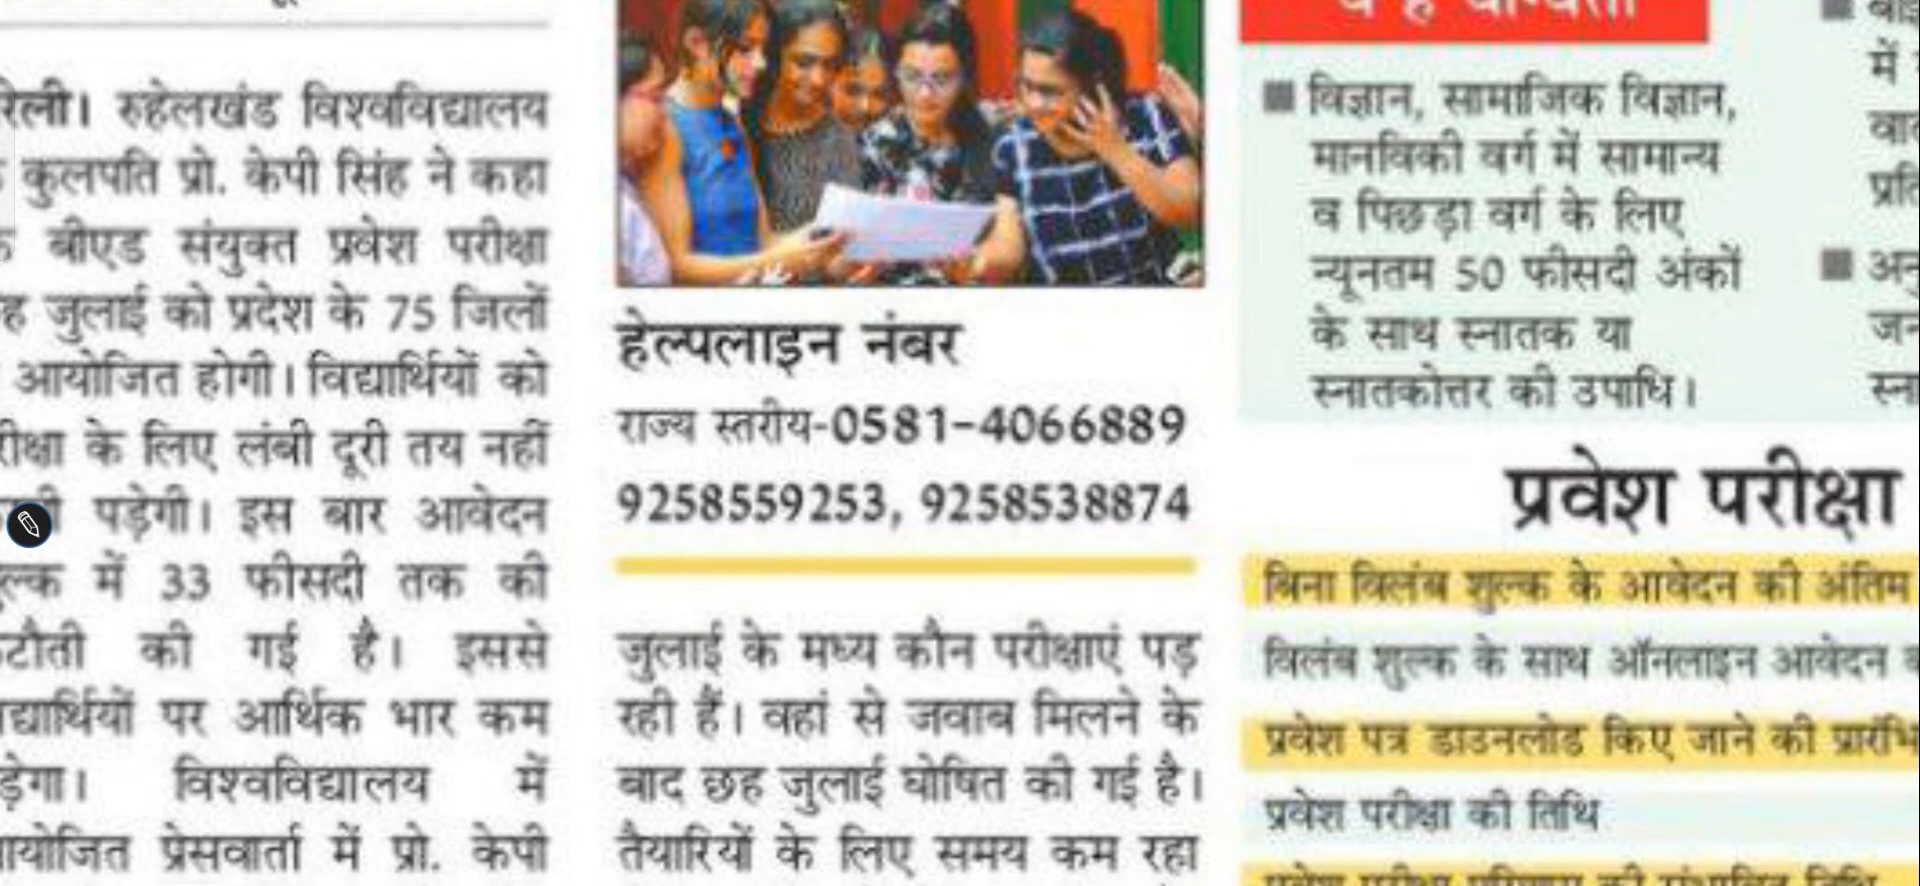 रेली। रुहेलखंड विश्वविद्यालय
कुलपति प्रो. केपी सिंह ने कहा
बीएड संयुक्त प्रवेश परीक्षा
ह जुलाई को प्रदेश के 75 जिलों
आयोजित होगी। विद्यार्थियों को
रीक्षा के लिए लंबी दूरी तय नहीं
पड़ेगी। इस बार आवेदन
ल्क में 33 फीसदी तक की
टौती की गई है। इससे
द्यार्थियों पर आर्थिक भार कम
ड़ेगा। विश्वविद्यालय में
योजित प्रेसवार्ता में प्रो. केपी
हेल्पलाइन नंबर
राज्य स्तरीय-0581-4066889
9258559253, 9258538874
जुलाई के मध्य कौन परीक्षाएं पड़
रही हैं। वहां से जवाब मिलने के
बाद छह जुलाई घोषित की गई है।
तैयारियों के लिए समय कम रहा
विज्ञान, सामाजिक विज्ञान,
मानविकी वर्ग में सामान्य
व पिछड़ा वर्ग के लिए
न्यूनतम 50 फीसदी अंकों
के साथ स्नातक या
स्नातकोत्तर की उपाधि।
में
प्रवेश परीक्षा
बिना विलंब शुल्क के आवेदन की अंतिम
विलंब शुल्क के साथ ऑनलाइन आवेदन
प्रवेश पत्र डाउनलोड किए जाने की प्रारंभि
प्रवेश परीक्षा की तिथि